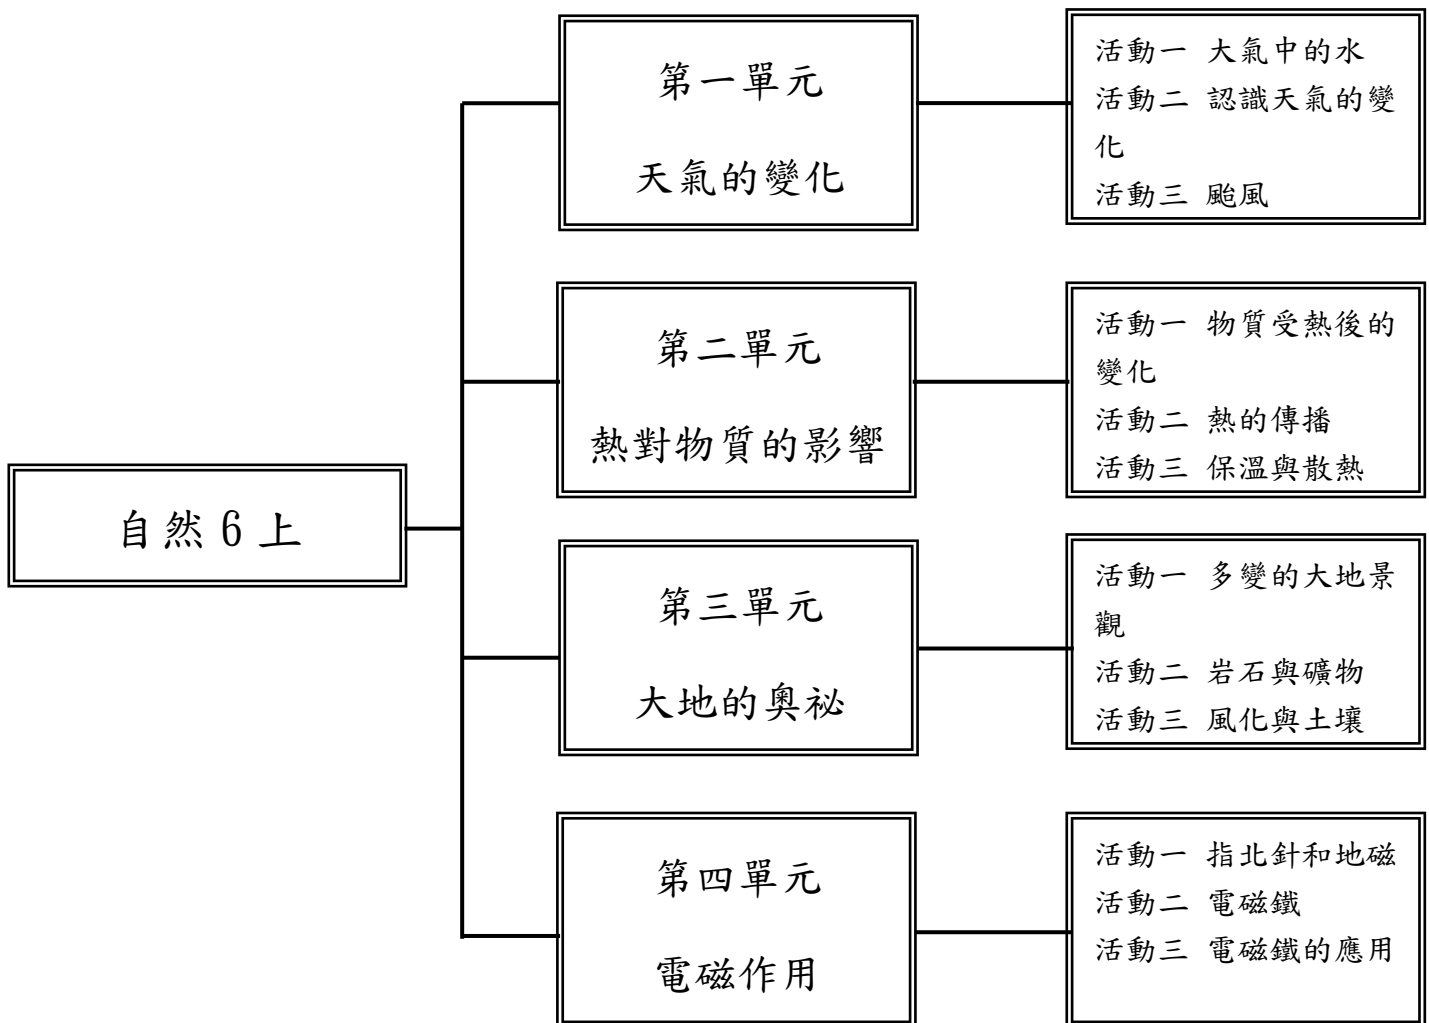 自然 6 上
第一單元
天氣的變化
活動一 大氣中的水
活動二 認識天氣的變
化
活動三 颱風
第二單元
熱對物質的影響
活動一 物質受熱後的
變化
活動二 熱的傳播
活動三 保溫與散熱
第三單元
大地的奧祕
活動一 多變的大地景
觀
活動二 岩石與礦物
活動三 風化與土壤
第四單元
電磁作用
活動一 指北針和地磁
活動二 電磁鐵
活動三 電磁鐵的應用